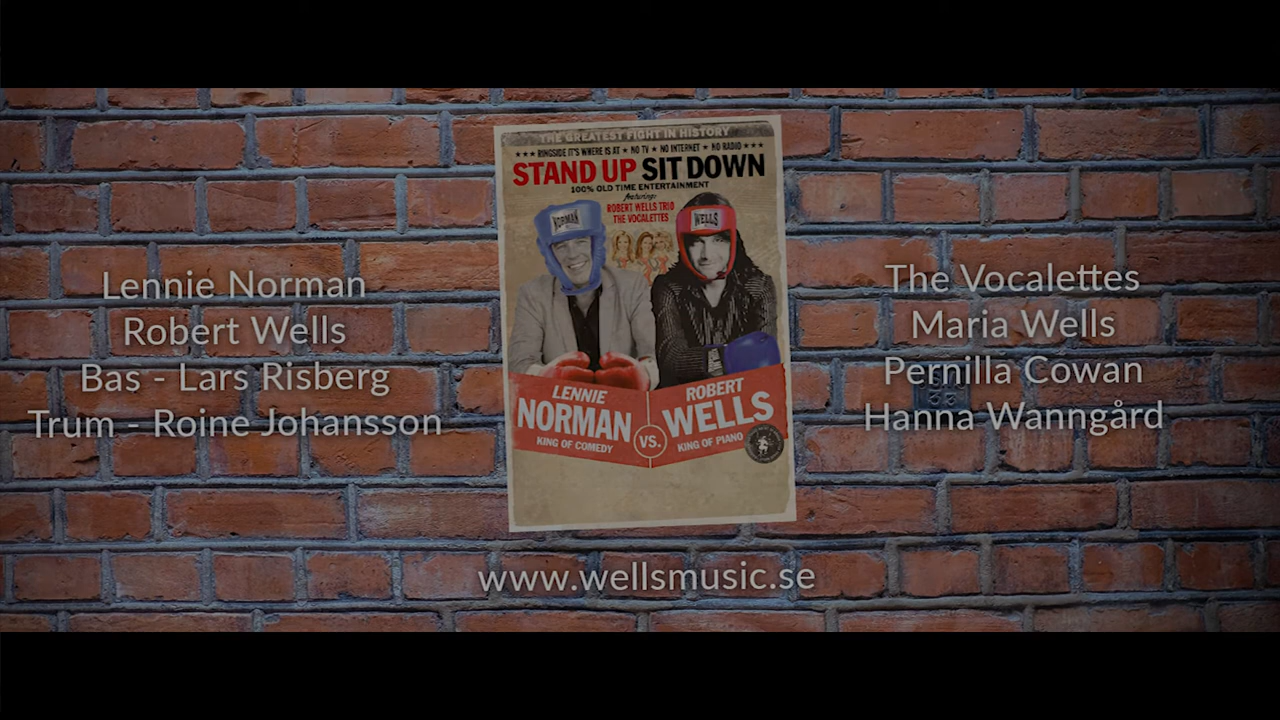 THE GREATEST FIGHT IN HISTORY
★★★ RINGSIDE IT'S WHERE IS AT ★ NO TV ★ NO INTERNET ★ NO RADIO ★★★
STAND UP SIT DOWN
100% OLD TIME ENTERTAINMENT
featuring:
ROBERT WELLS TRIO
THE VOCALETTES
NORMAN
WELLS
LENNIE
NORMAN
KING OF COMEDY
VS.
ROBERT
WELLS
KING OF PIANO
Lennie Norman
Robert Wells
Bas - Lars Risberg
Trum - Roine Johansson
The Vocalettes
Maria Wells
Pernilla Cowan
Hanna Wanngård
www.wellsmusic.se